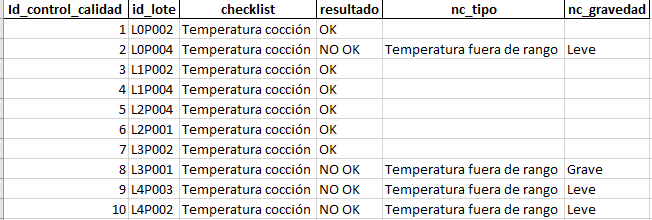 Id_control_calidad id_lote checklist resultado nc_tipo nc_gravedad
1 L0P002 Temperatura cocción OK
2 L0P004 Temperatura cocción NO OK Temperatura fuera de rango Leve
3 L1P002 Temperatura cocción OK
4 L1P004 Temperatura cocción OK
5 L2P004 Temperatura cocción OK
6 L2P001 Temperatura cocción OK
7 L3P002 Temperatura cocción OK
8 L3P001 Temperatura cocción NO OK Temperatura fuera de rango Grave
9 L4P003 Temperatura cocción NO OK Temperatura fuera de rango Leve
10 L4P002 Temperatura cocción NO OK Temperatura fuera de rango Leve